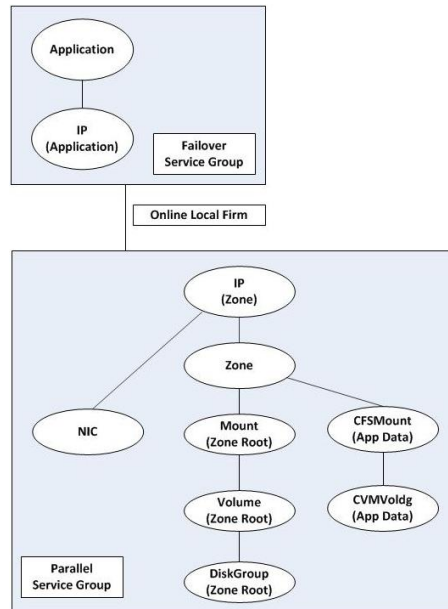 Application
IP
(Application)
Failover
Service Group
Online Local Firm
IP
(Zone)
Zone
NIC
Mount
(Zone Root)
CFSMount
(App Data)
Volume
(Zone Root)
CVMVoldg
(App Data)
DiskGroup
(Zone Root)
Parallel
Service Group